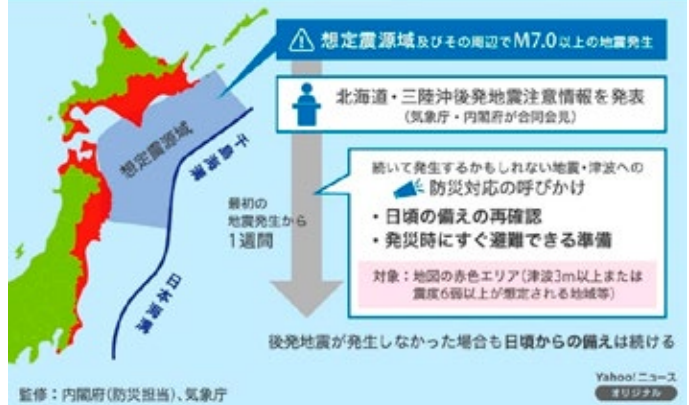 想定震源域及びその周辺でM7.0以上の地震発生
北海道・三陸沖後発地震注意情報を発表
(気象庁・内閣府が合同会見)
想定震源域
千島海溝
日本海溝
最初の
地震発生から
1週間
続いて発生するかもしれない地震・津波への
防災対応の呼びかけ
・日頃の備えの再確認
・発災時にすぐ避難できる準備
対象：地図の赤色エリア(津波3m以上または
震度6弱以上が想定される地域等)
後発地震が発生しなかった場合も日頃からの備えは続ける
監修：内閣府(防災担当)、気象庁
Yahoo!ニュース
オリジナル